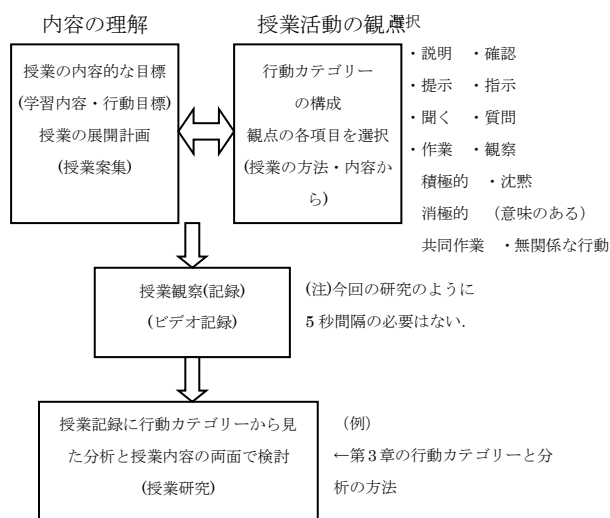 内容の理解
授業活動の観点
選択
授業の内容的な目標
(学習内容・行動目標)
授業の展開計画
(授業案集)
行動カテゴリー
の構成
観点の各項目を選択
(授業の方法・内容か
ら)
・説明 ・確認
・提示 ・指示
・聞く ・質問
・作業 ・観察
積極的 ・沈黙
消極的 (意味のある)
共同作業 ・無関係な行動
授業観察(記録)
(ビデオ記録)
(注)今回の研究のように
5 秒間隔の必要はない.
授業記録に行動カテゴリーから見
た分析と授業内容の両面で検討
(授業研究)
(例)
←第３章の行動カテゴリーと分
析の方法